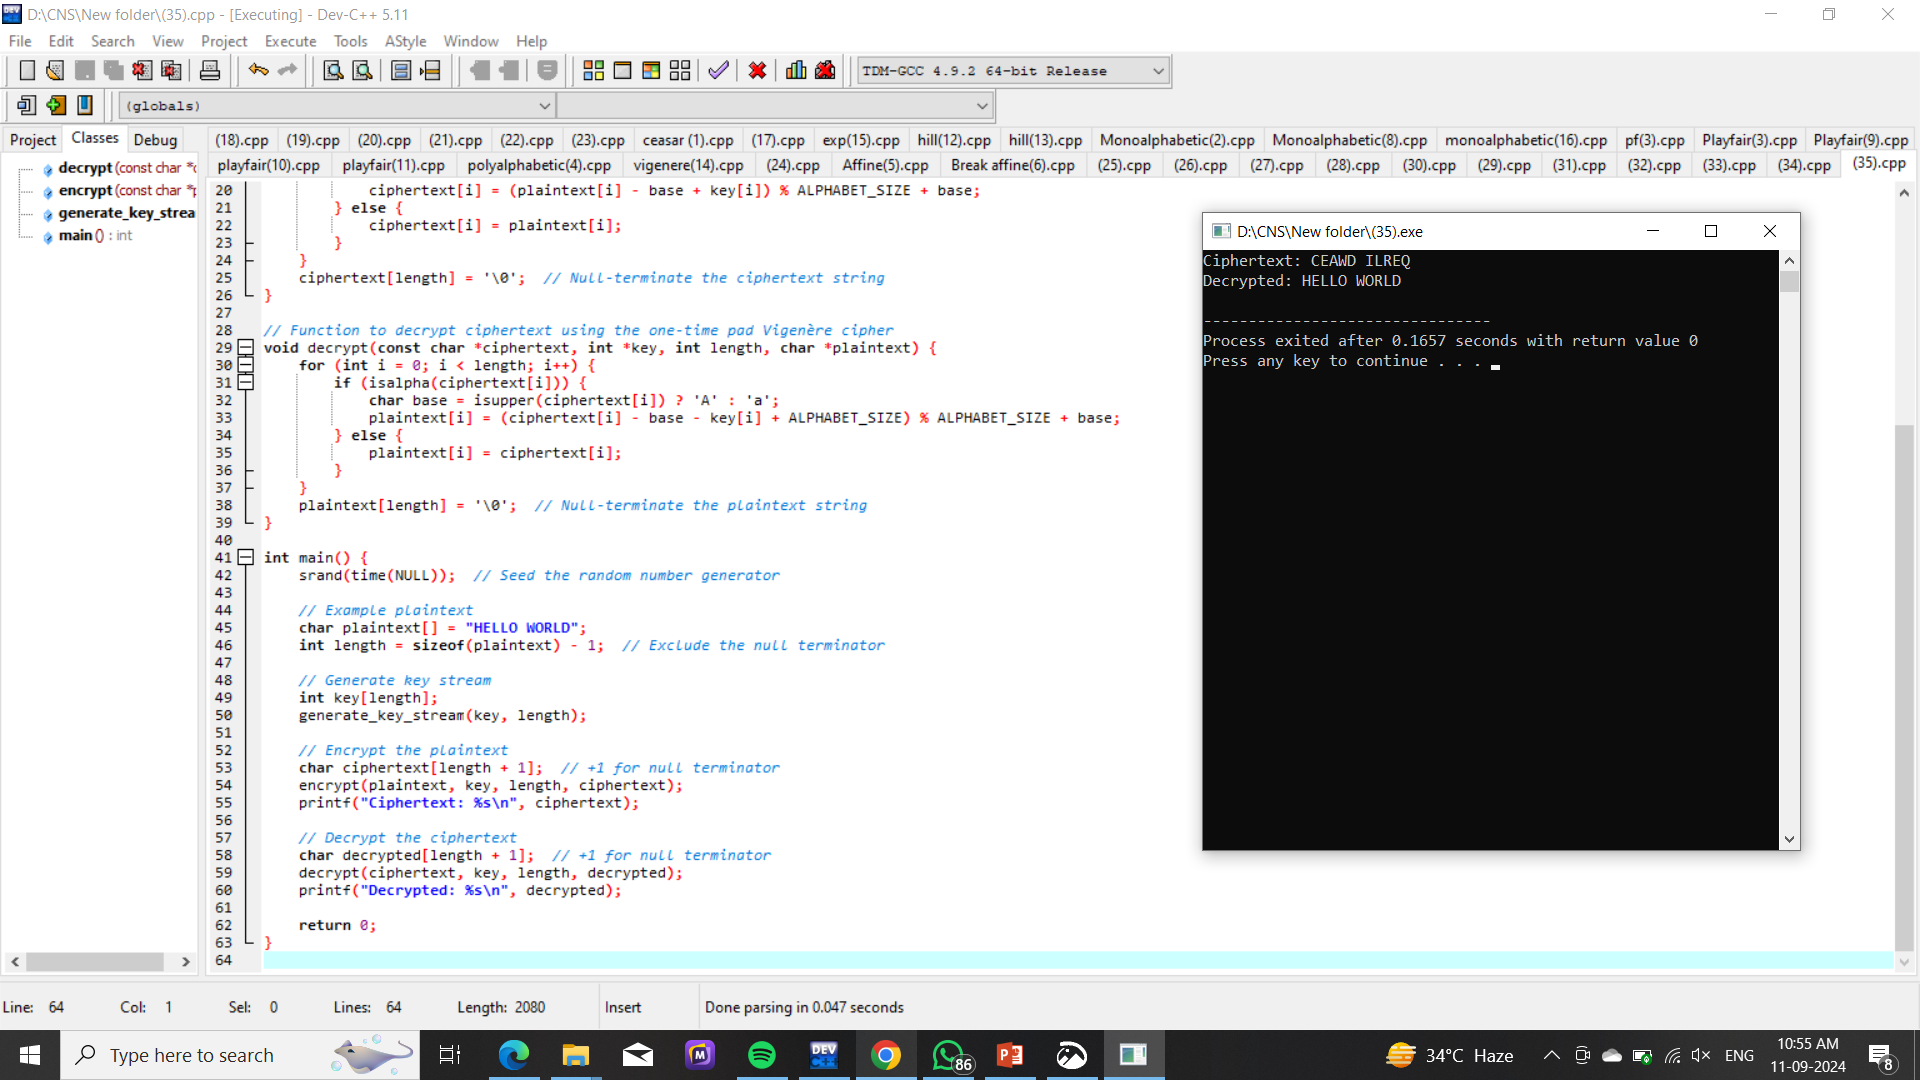 D:\CNS\New folder\(35).cpp - [Executing] - Dev-C++ 5.11
File Edit Search View Project Execute Tools AStyle Window Help
TDM-GCC 4.9.2 64-bit Release
(globals)
Project Classes Debug
(18).cpp (19).cpp (20).cpp (21).cpp (22).cpp (23).cpp ceasar (1).cpp (17).cpp exp(15).cpp hill(12).cpp hill(13).cpp Monoalphabetic(2).cpp Monoalphabetic(8).cpp monoalphabetic(16).cpp pf(3).cpp Playfair(3).cpp Playfair(9).cpp
playfair(10).cpp playfair(11).cpp polyalphabetic(4).cpp vigenere(14).cpp (24).cpp Affine(5).cpp Break affine(6).cpp (25).cpp (26).cpp (27).cpp (28).cpp (30).cpp (29).cpp (31).cpp (32).cpp (33).cpp (34).cpp (35).cpp
decrypt (const char *c
encrypt (const char *p
generate_key_strea
main () : int
20 ciphertext[i] = (plaintext[i] - base + key[i]) % ALPHABET_SIZE + base;
21 } else {
22 ciphertext[i] = plaintext[i];
23 }
24 }
25 ciphertext[length] = '\0'; // Null-terminate the ciphertext string
26 }
27
28 // Function to decrypt ciphertext using the one-time pad Vigenère cipher
29 void decrypt(const char *ciphertext, int *key, int length, char *plaintext) {
30 for (int i = 0; i < length; i++) {
31 if (isalpha(ciphertext[i])) {
32 char base = isupper(ciphertext[i]) ? 'A' : 'a';
33 plaintext[i] = (ciphertext[i] - base - key[i] + ALPHABET_SIZE) % ALPHABET_SIZE + base;
34 } else {
35 plaintext[i] = ciphertext[i];
36 }
37 }
38 plaintext[length] = '\0'; // Null-terminate the plaintext string
39 }
40
41 int main() {
42 srand(time(NULL)); // Seed the random number generator
43
44 // Example plaintext
45 char plaintext[] = "HELLO WORLD";
46 int length = sizeof(plaintext) - 1; // Exclude the null terminator
47
48 // Generate key stream
49 int key[length];
50 generate_key_stream(key, length);
51
52 // Encrypt the plaintext
53 char ciphertext[length + 1]; // +1 for null terminator
54 encrypt(plaintext, key, length, ciphertext);
55 printf("Ciphertext: %s\n", ciphertext);
56
57 // Decrypt the ciphertext
58 char decrypted[length + 1]; // +1 for null terminator
59 decrypt(ciphertext, key, length, decrypted);
60 printf("Decrypted: %s\n", decrypted);
61
62 return 0;
63 }
64
D:\CNS\New folder\(35).exe
Ciphertext: CEAWD ILREQ
Decrypted: HELLO WORLD
--------------------------------
Process exited after 0.1657 seconds with return value 0
Press any key to continue . . .
Line: 64 Col: 1 Sel: 0 Lines: 64 Length: 2080 Insert Done parsing in 0.047 seconds
Type here to search
DEV
86
34°C Haze
ENG
10:55 AM
11-09-2024
8